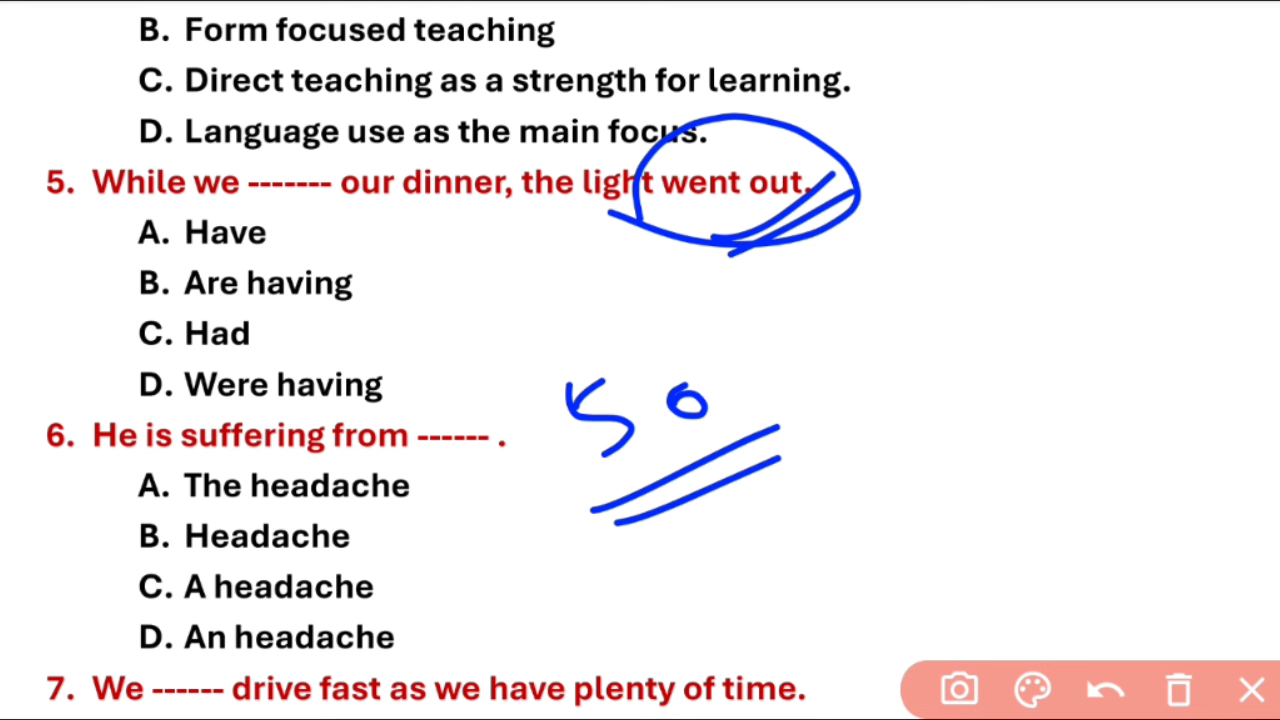 B. Form focused teaching
C. Direct teaching as a strength for learning.
D. Language use as the main focus.
5. While we ------- our dinner, the light went out.
A. Have
B. Are having
C. Had
D. Were having
50
6. He is suffering from ------ .
A. The headache
B. Headache
C. A headache
D. An headache
7. We ------ drive fast as we have plenty of time.